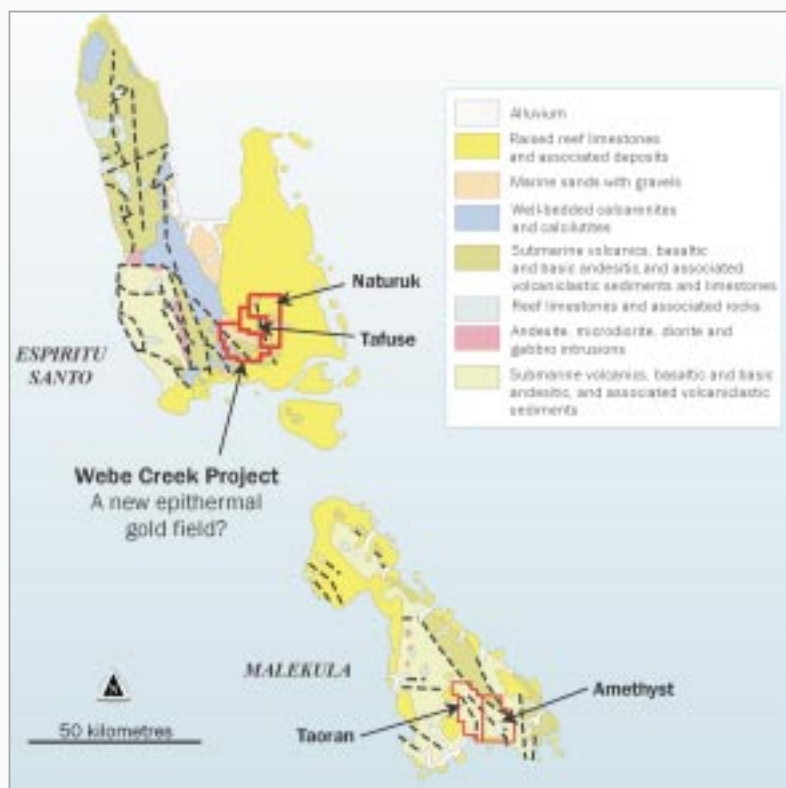 Alluvium
Raised reef limestones
and associated deposits
Marine sands with gravels
Well-bedded calcarenites
and calcilutites
Submarine volcanics, basaltic
and basic andesitic, and associated
volcaniclastic sediments and limestones
Reef limestones and associated rocks
Andesite, microdiorite, diorite and
gabbro intrusions
Submarine volcanics, basaltic and basic
andesitic, and associated volcaniclastic
sediments
Naturuk
Tafuse
ESPIRITU
SANTO
Webe Creek Project
A new epithermal
gold field?
MALEKULA
Amethyst
Taoran
N
50 kilometres